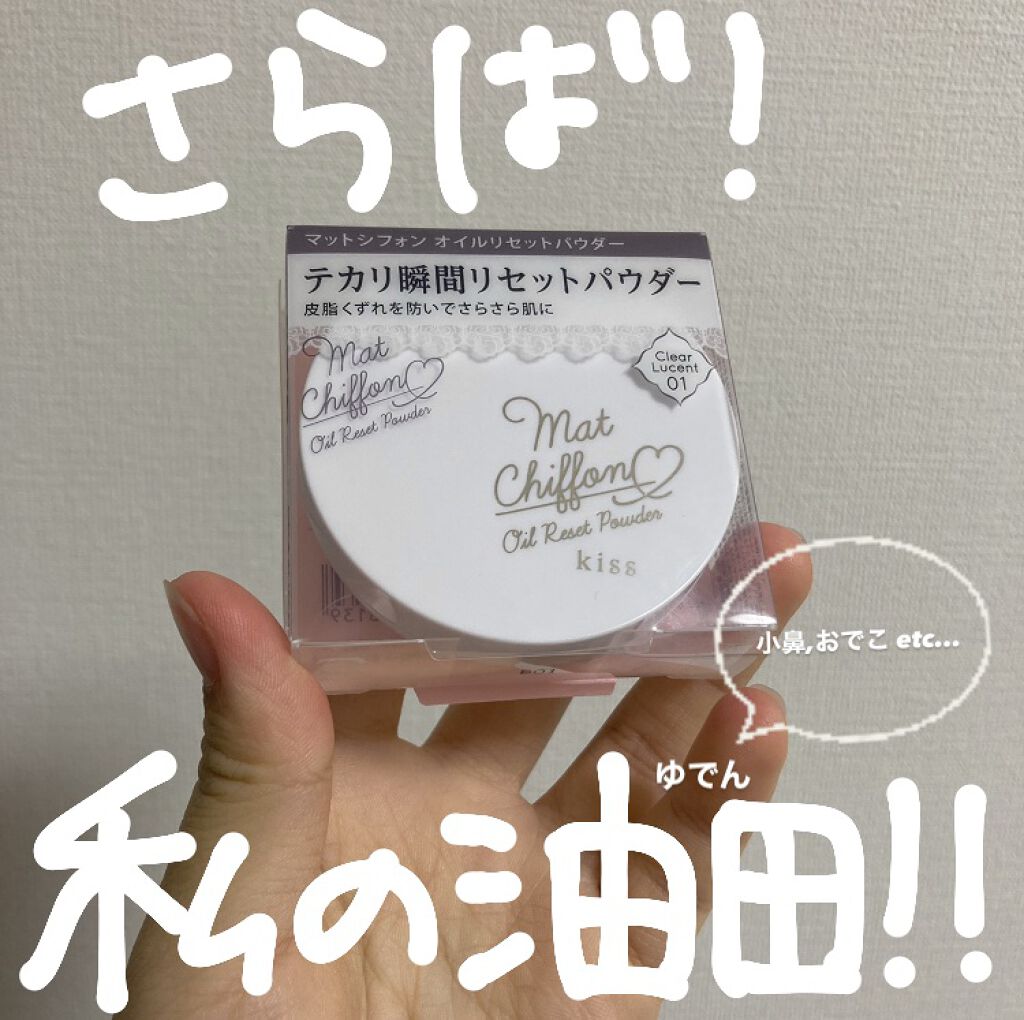 さらば!
マットシフォン オイルリセットパウダー
テカリ瞬間リセットパウダー
皮脂くずれを防いでさらさら肌に
Mat
Chiffon
Oil Reset Powder
Clear
Lucent
01
Mat
Chiffon
Oil Reset Powder
kiss
小鼻,おでこ etc...
ゆでん
私の油田!!